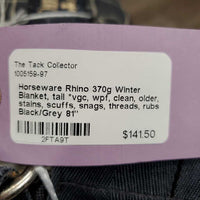 The Tack Collector
1005159-97
Horseware Rhino 370g Winter
Blanket, tail *vgc, wpf, clean, older,
stains, scuffs, snags, threads, rubs
Black/Grey 81"
2FTA9T
$141.50